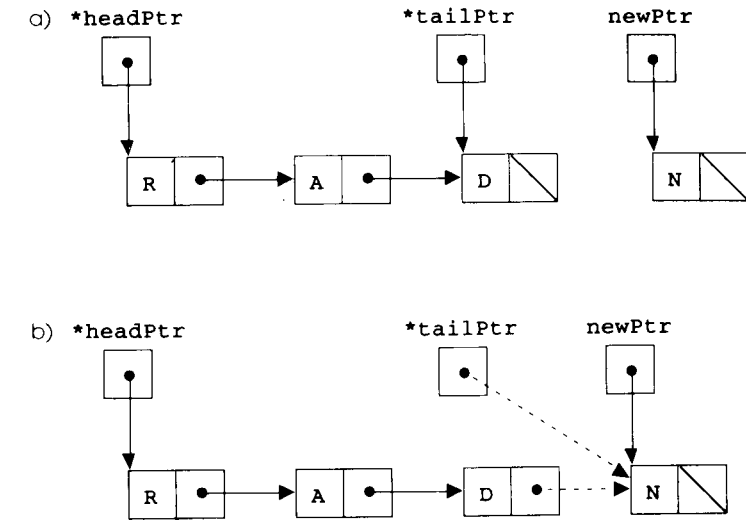 a) *headPtr *tailPtr newPtr
R A D N
b) *headPtr *tailPtr newPtr
R A D N